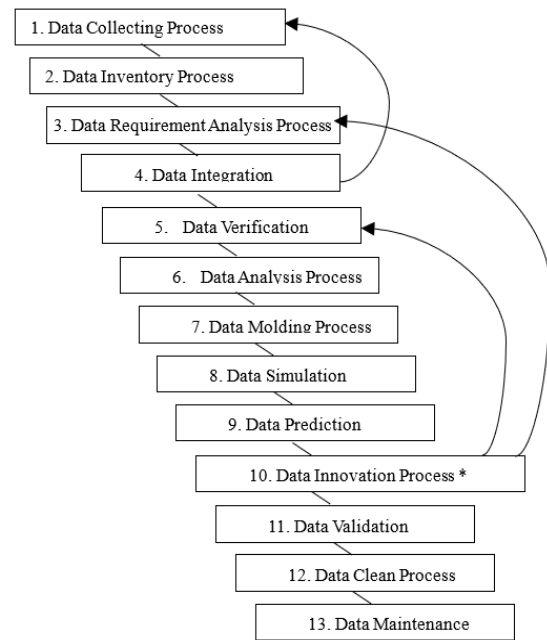 1. Data Collecting Process
2. Data Inventory Process
3. Data Requirement Analysis Process
4. Data Integration
5. Data Verification
6. Data Analysis Process
7. Data Molding Process
8. Data Simulation
9. Data Prediction
10. Data Innovation Process *
11. Data Validation
12. Data Clean Process
13. Data Maintenance